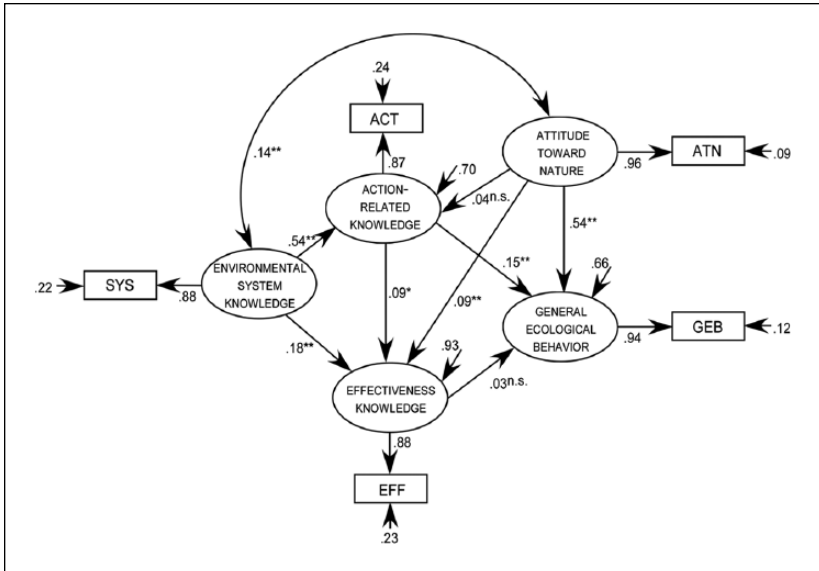 .24
ACT
.14**
.87
.70
ATTITUDE
TOWARD
NATURE
.96
ATN
.09
ACTION-
RELATED
KNOWLEDGE
.04n.s.
.54**
.54**
ENVIRONMENTAL
SYSTEM
KNOWLEDGE
.15**
.66
.22
SYS
.88
.09*
.09**
GENERAL
ECOLOGICAL
BEHAVIOR
.94
GEB
.12
.18**
.93
.03n.s.
EFFECTIVENESS
KNOWLEDGE
.88
EFF
.23